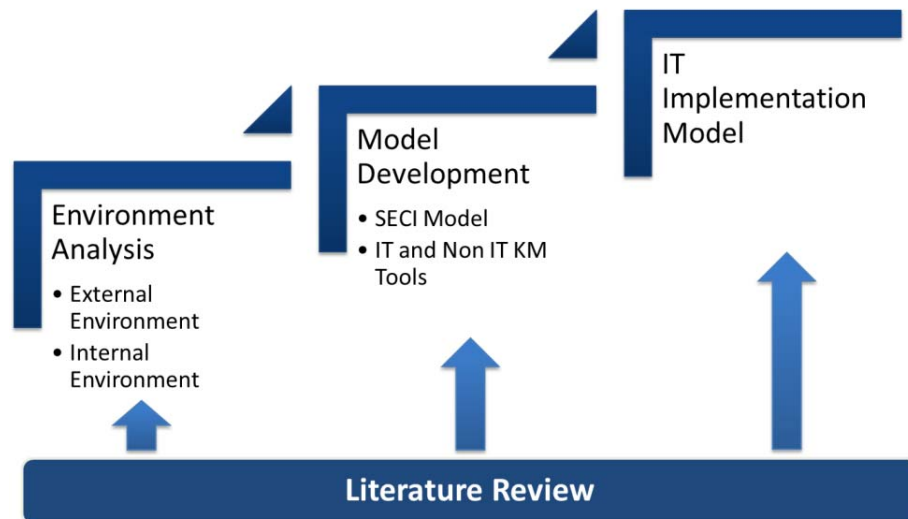 Environment
Analysis
• External
Environment
• Internal
Environment
Model
Development
• SECI Model
• IT and Non IT KM
Tools
IT
Implementation
Model
Literature Review